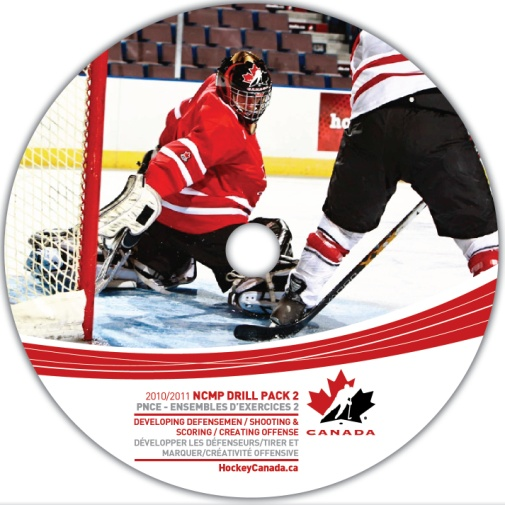 ho
2010/2011 NCMP DRILL PACK 2
PNCE - ENSEMBLES D'EXERCICES 2
DEVELOPING DEFENSEMEN / SHOOTING &
SCORING / CREATING OFFENSE
DÉVELOPPER LES DÉFENSEURS/TIRER ET
MARQUER/CRÉATIVITÉ OFFENSIVE
HockeyCanada.ca
CANADA